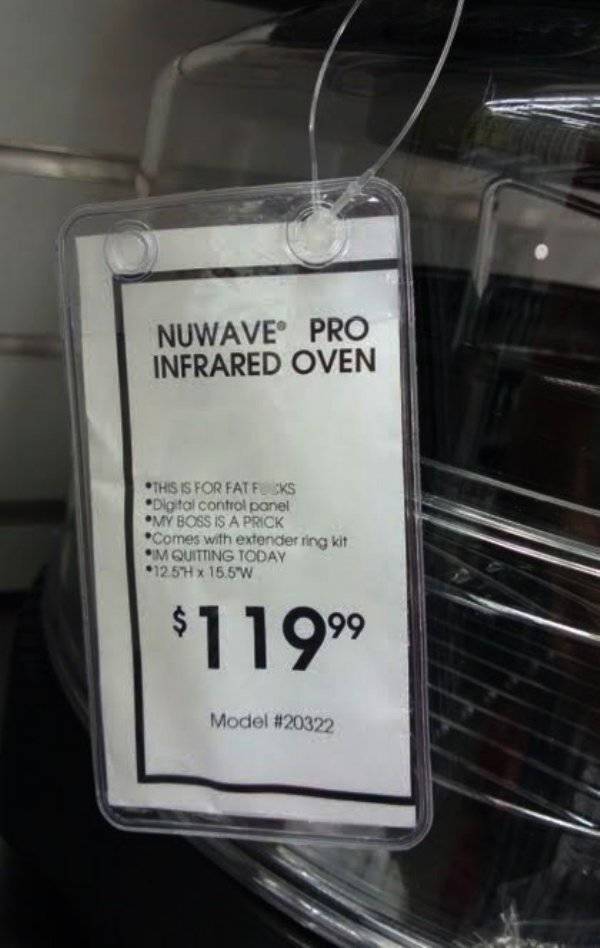 NUWAVE® PRO
INFRARED OVEN
•THIS IS FOR FAT FUCKS
•Digital control panel
•MY BOSS IS A PRICK
•Comes with extender ring kit
•IM QUITTING TODAY
•12.5"H x 15.5"W
$119.99
Model #20322